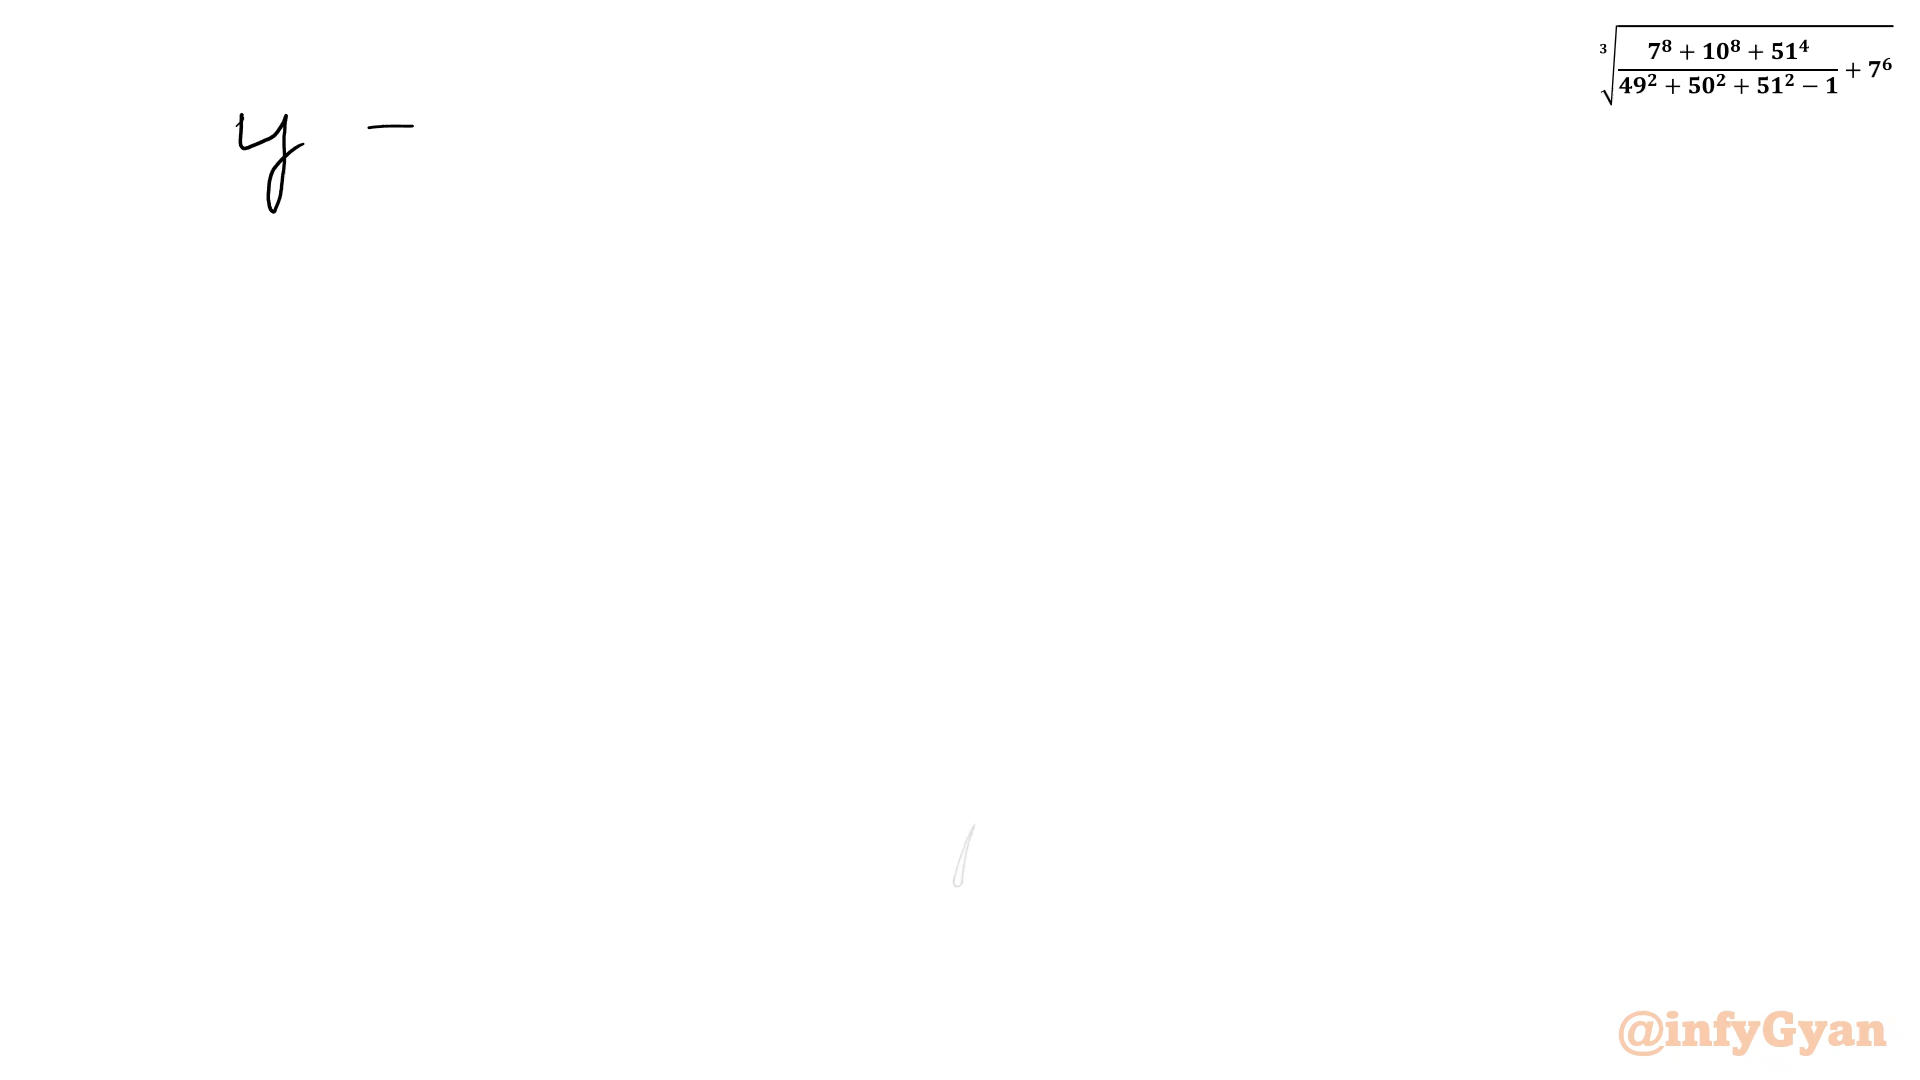 ∛((7⁸ + 10⁸ + 51⁴)/(49² + 50² + 51² − 1) + 7⁶)
y −
@infyGyan